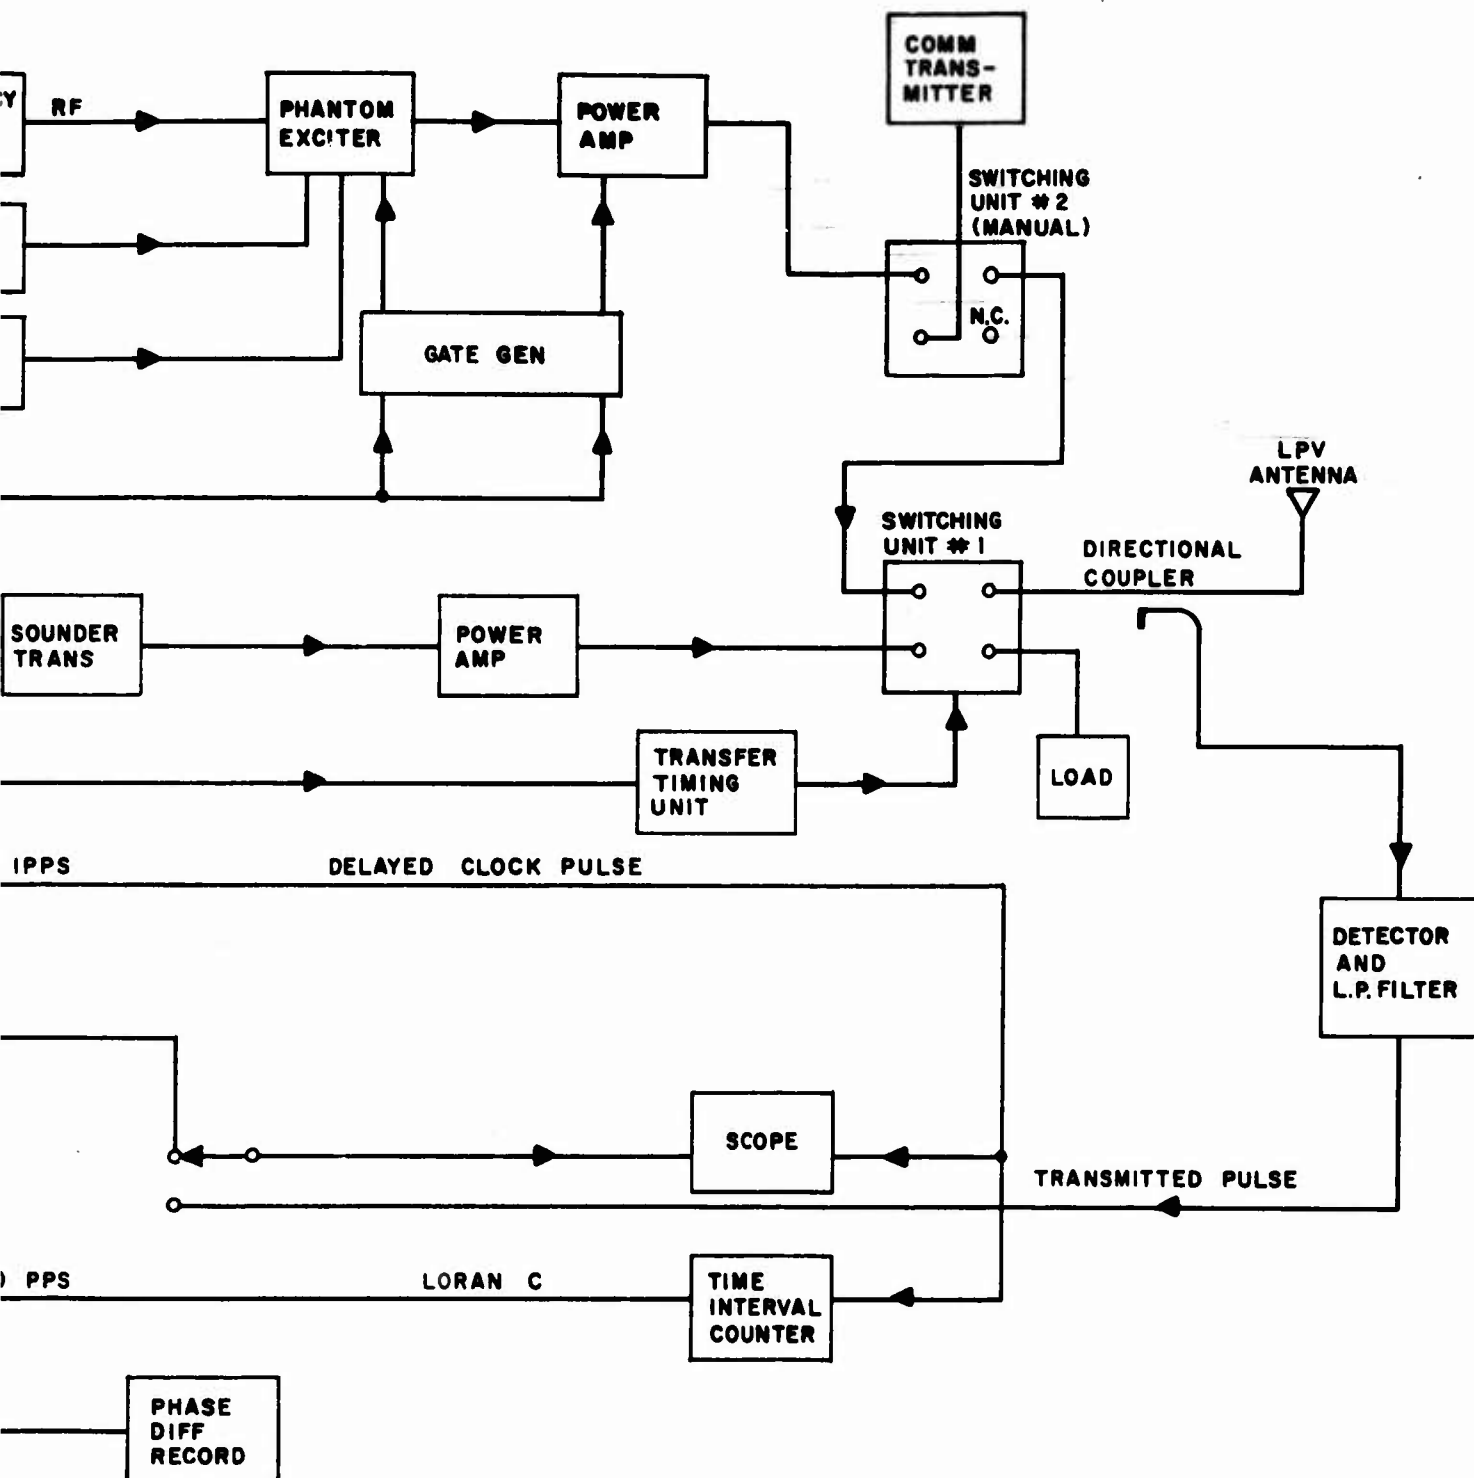 COMM
TRANS-
MITTER
RF
PHANTOM
EXCITER
POWER
AMP
SWITCHING
UNIT #2
(MANUAL)
N.C.
GATE GEN
LPV
ANTENNA
SWITCHING
UNIT #1
DIRECTIONAL
COUPLER
SOUNDER
TRANS
POWER
AMP
TRANSFER
TIMING
UNIT
LOAD
1PPS DELAYED CLOCK PULSE
DETECTOR
AND
L.P. FILTER
SCOPE
TRANSMITTED PULSE
PPS LORAN C
TIME
INTERVAL
COUNTER
PHASE
DIFF
RECORD